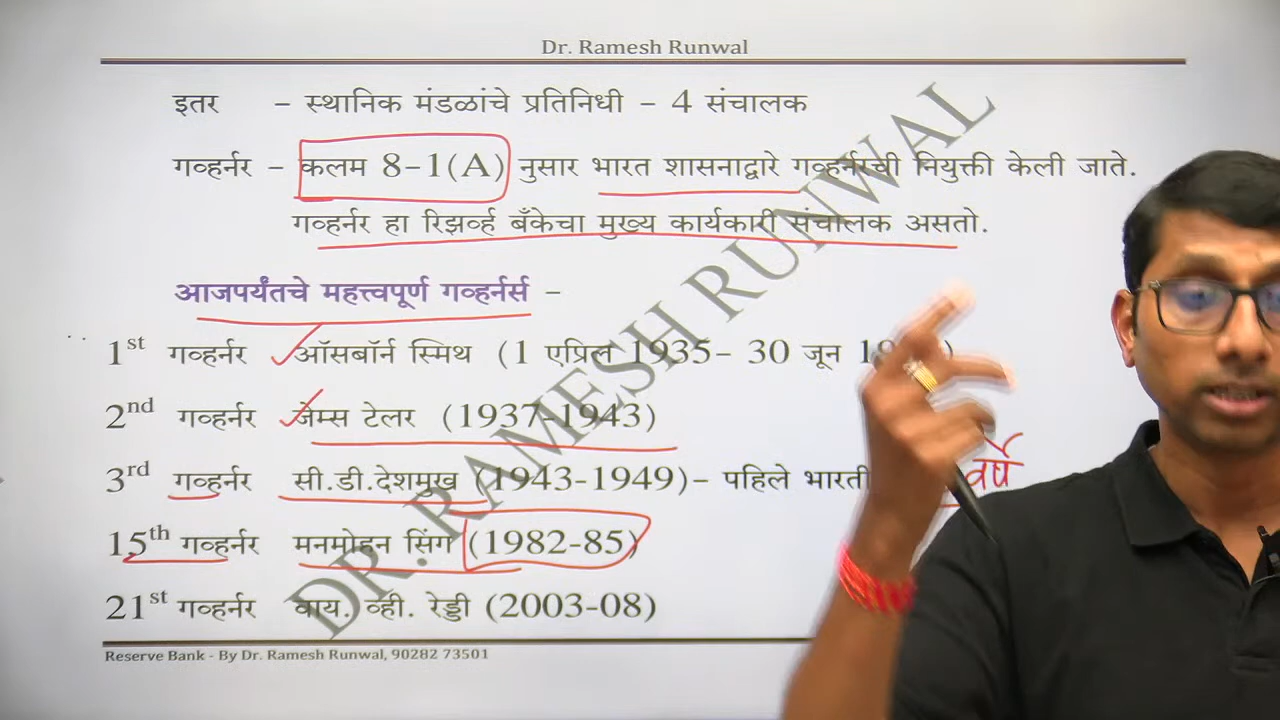 Dr. Ramesh Runwal
इतर - स्थानिक मंडळांचे प्रतिनिधी - 4 संचालक
गव्हर्नर - कलम 8-1(A) नुसार भारत शासनाद्वारे गव्हर्नरची नियुक्ती केली जाते.
गव्हर्नर हा रिझर्व्ह बँकेचा मुख्य कार्यकारी संचालक असतो.
आजपर्यंतचे महत्त्वपूर्ण गव्हर्नर्स -
1st गव्हर्नर ऑसबॉर्न स्मिथ (1 एप्रिल 1935- 30 जून
2nd गव्हर्नर जेम्स टेलर (1937-1943)
3rd गव्हर्नर सी.डी.देशमुख (1943-1949)- पहिले वर्षे
15th गव्हर्नर मनमोहन सिंग (1982-85)
21st गव्हर्नर वाय. व्ही. रेड्डी (2003-08)
Reserve Bank - By Dr. Ramesh Runwal, 90282 73501
DR. RAMESH RUNWAL